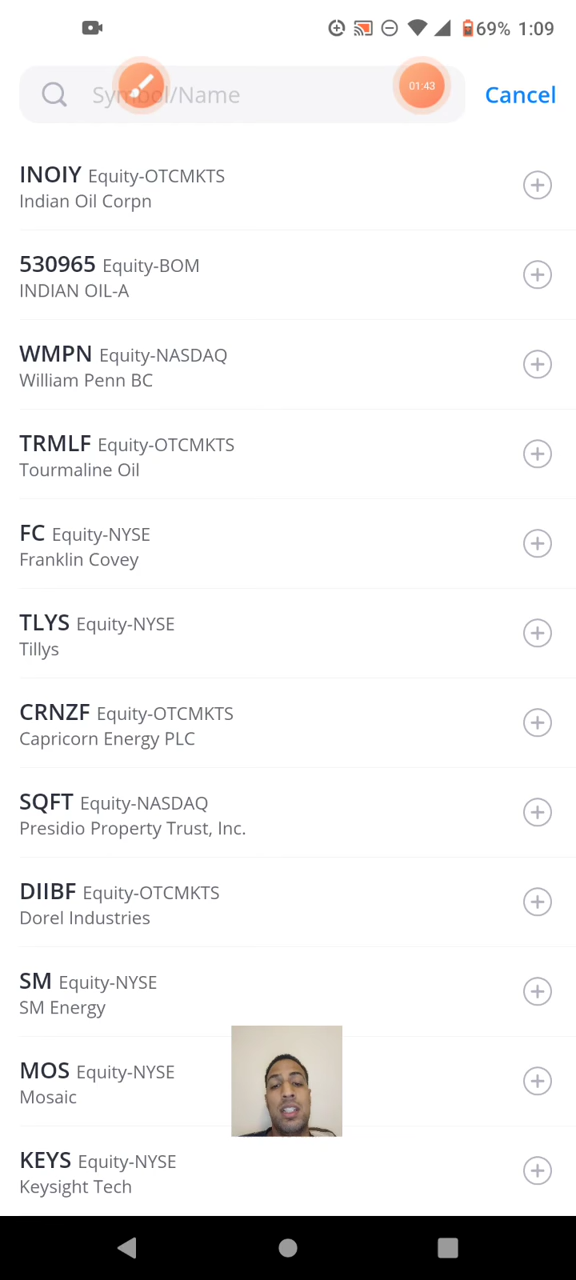 69% 1:09
Symbol/Name
01:43
Cancel
INOIY Equity-OTCMKTS
Indian Oil Corpn
530965 Equity-BOM
INDIAN OIL-A
WMPN Equity-NASDAQ
William Penn BC
TRMLF Equity-OTCMKTS
Tourmaline Oil
FC Equity-NYSE
Franklin Covey
TLYS Equity-NYSE
Tillys
CRNZF Equity-OTCMKTS
Capricorn Energy PLC
SQFT Equity-NASDAQ
Presidio Property Trust, Inc.
DIIBF Equity-OTCMKTS
Dorel Industries
SM Equity-NYSE
SM Energy
MOS Equity-NYSE
Mosaic
KEYS Equity-NYSE
Keysight Tech